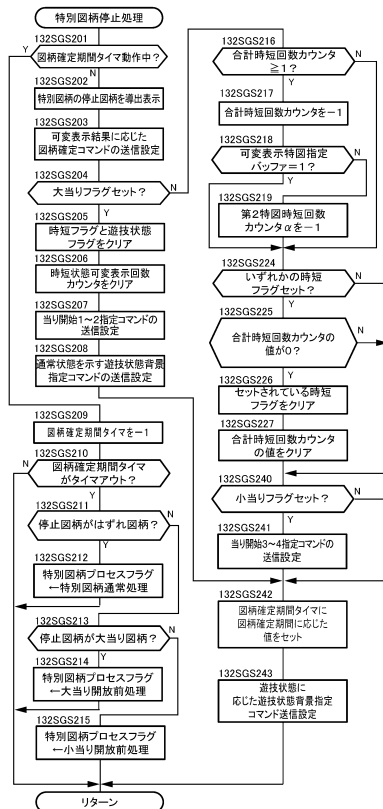 特別図柄停止処理
132SGS201
図柄確定期間タイマ動作中？
Y
N
132SGS202
特別図柄の停止図柄を導出表示
132SGS203
可変表示結果に応じた
図柄確定コマンドの送信設定
132SGS204
大当りフラグセット？
N
Y
132SGS205
時短フラグと遊技状態
フラグをクリア
132SGS206
時短状態可変表示回数
カウンタをクリア
132SGS207
当り開始1～2指定コマンドの
送信設定
132SGS208
通常状態を示す遊技状態背景
指定コマンドの送信設定
132SGS209
図柄確定期間タイマを－1
132SGS210
図柄確定期間タイマ
がタイムアウト？
N
Y
132SGS211
停止図柄がはずれ図柄？
N
Y
132SGS212
特別図柄プロセスフラグ
←特別図柄通常処理
132SGS213
停止図柄が大当り図柄？
N
Y
132SGS214
特別図柄プロセスフラグ
←大当り開放前処理
132SGS215
特別図柄プロセスフラグ
←小当り開放前処理
リターン
132SGS216
合計時短回数カウンタ
≧1？
N
Y
132SGS217
合計時短回数カウンタを－1
132SGS218
可変表示特図指定
バッファ＝1？
N
Y
132SGS219
第2特図時短回数
カウンタαを－1
132SGS224
いずれかの時短
フラグセット？
N
Y
132SGS225
合計時短回数カウンタの
値が0？
N
Y
132SGS226
セットされている時短
フラグをクリア
132SGS227
合計時短回数カウンタ
の値をクリア
132SGS240
小当りフラグセット？
N
Y
132SGS241
当り開始3～4指定コマンドの
送信設定
132SGS242
図柄確定期間タイマに
図柄確定期間に応じた
値をセット
132SGS243
遊技状態に
応じた遊技状態背景指定
コマンド送信設定